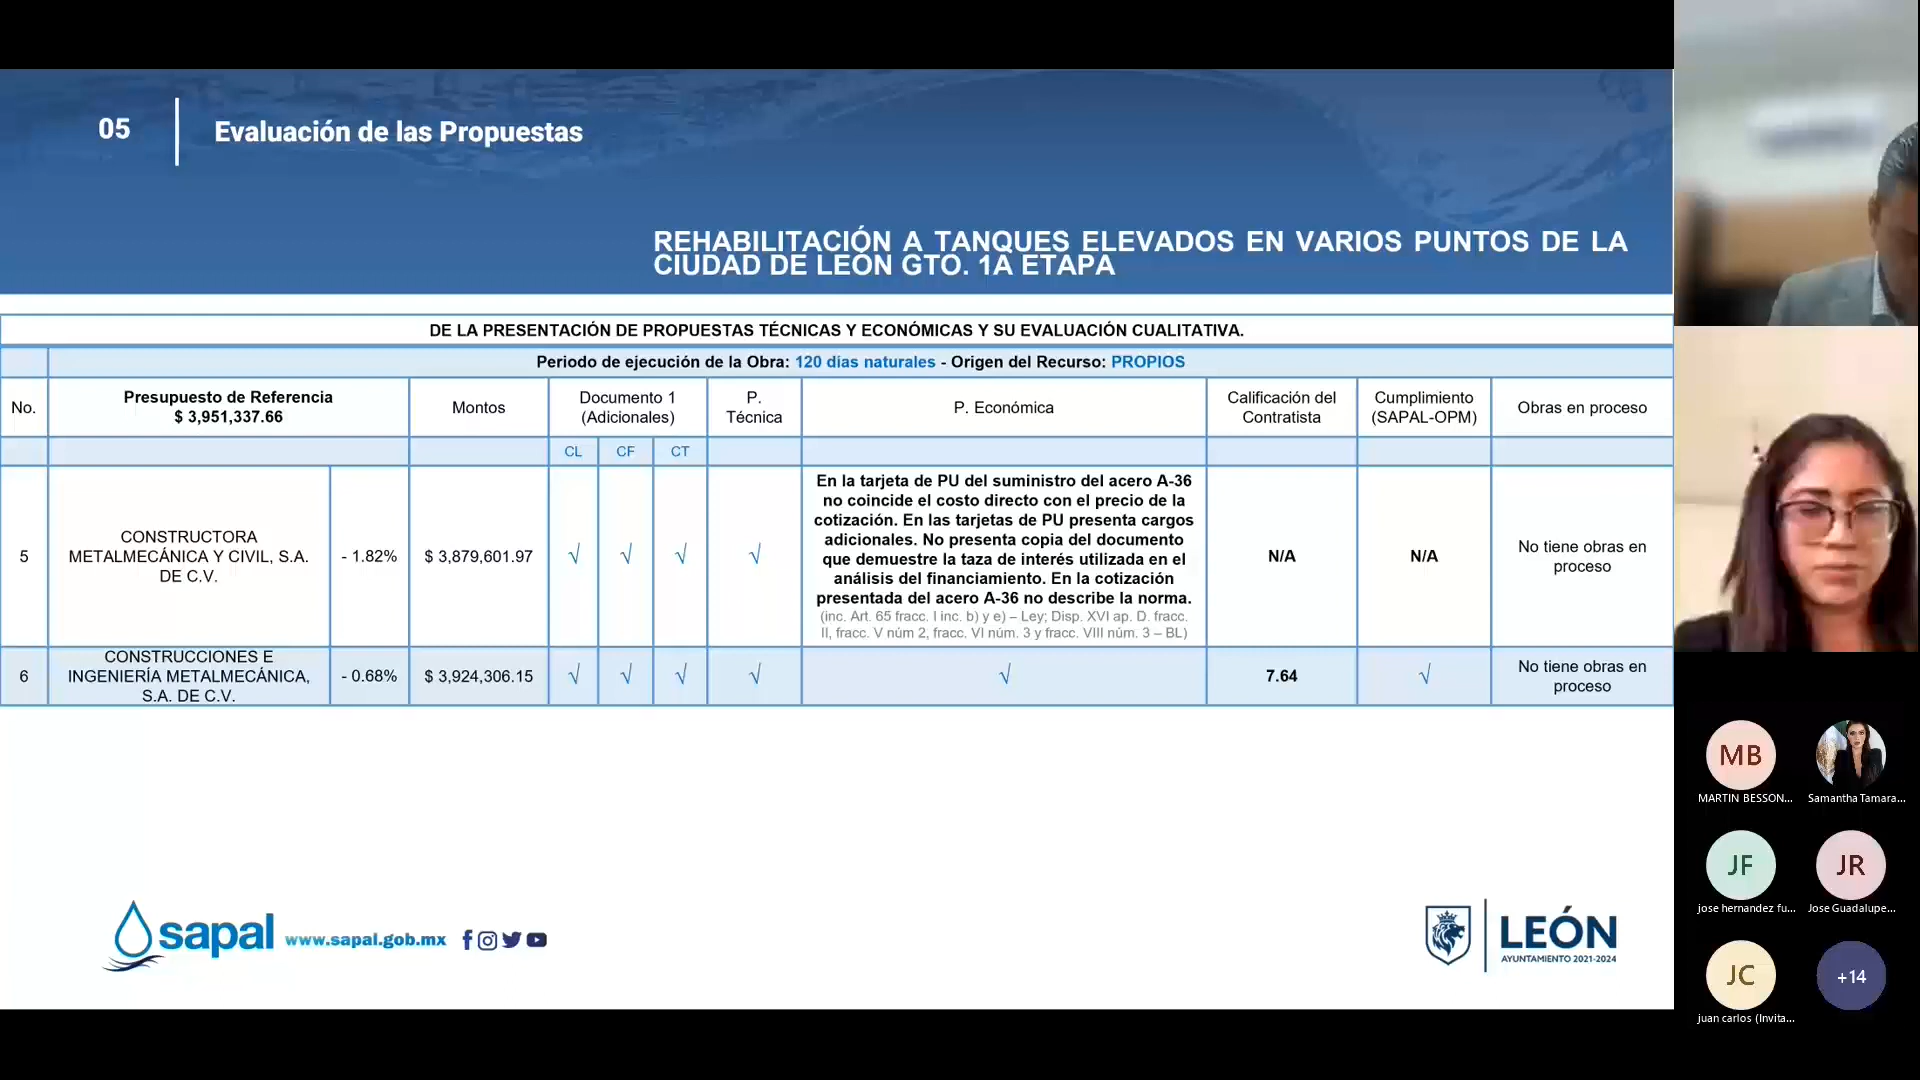 05
Evaluación de las Propuestas
REHABILITACIÓN A TANQUES ELEVADOS EN VARIOS PUNTOS DE LA
CIUDAD DE LEÓN GTO. 1A ETAPA
DE LA PRESENTACIÓN DE PROPUESTAS TÉCNICAS Y ECONÓMICAS Y SU EVALUACIÓN CUALITATIVA.
Periodo de ejecución de la Obra: 120 días naturales - Origen del Recurso: PROPIOS
No.
Presupuesto de Referencia
$ 3,951,337.66
Montos
Documento 1
(Adicionales)
P.
Técnica
P. Económica
Calificación del
Contratista
Cumplimiento
(SAPAL-OPM)
Obras en proceso
CL
CF
CT
5
CONSTRUCTORA
METALMECÁNICA Y CIVIL, S.A.
DE C.V.
- 1.82%
$ 3,879,601.97
√
√
√
√
En la tarjeta de PU del suministro del acero A-36
no coincide el costo directo con el precio de la
cotización. En las tarjetas de PU presenta cargos
adicionales. No presenta copia del documento
que demuestre la taza de interés utilizada en el
análisis del financiamiento. En la cotización
presentada del acero A-36 no describe la norma.
(inc. Art. 65 fracc. I inc. b) y e) – Ley; Disp. XVI ap. D. fracc.
II, fracc. V núm 2, fracc. VI núm. 3 y fracc. VIII núm. 3 – BL)
N/A
N/A
No tiene obras en
proceso
6
CONSTRUCCIONES E
INGENIERÍA METALMECÁNICA,
S.A. DE C.V.
- 0.68%
$ 3,924,306.15
√
√
√
√
√
7.64
√
No tiene obras en
proceso
sapal
www.sapal.gob.mx
LEÓN
AYUNTAMIENTO 2021-2024
MB
MARTIN BESSON...
Samantha Tamara...
JF
jose hernandez fu...
JR
Jose Guadalupe...
JC
juan carlos (Invita...
+14